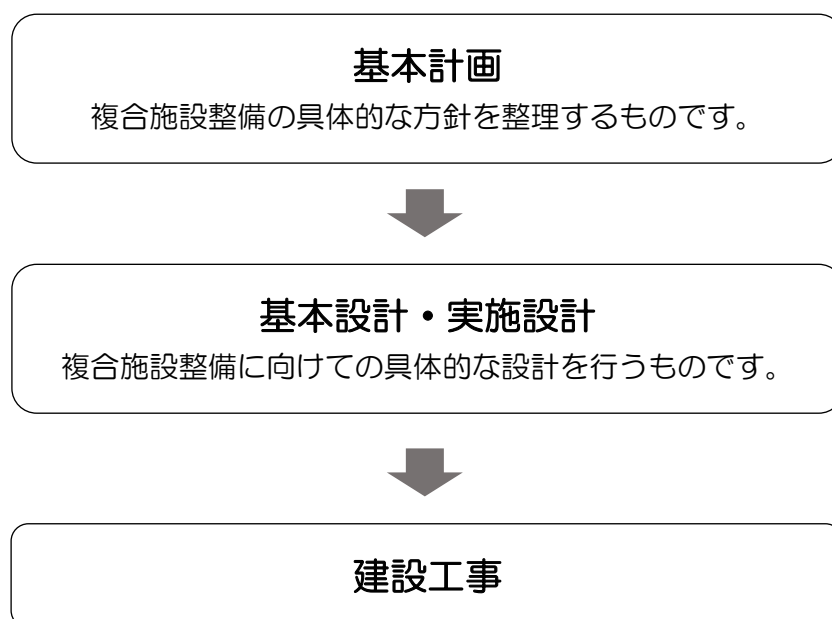 基本計画
複合施設整備の具体的な方針を整理するものです。
基本設計・実施設計
複合施設整備に向けての具体的な設計を行うものです。
建設工事